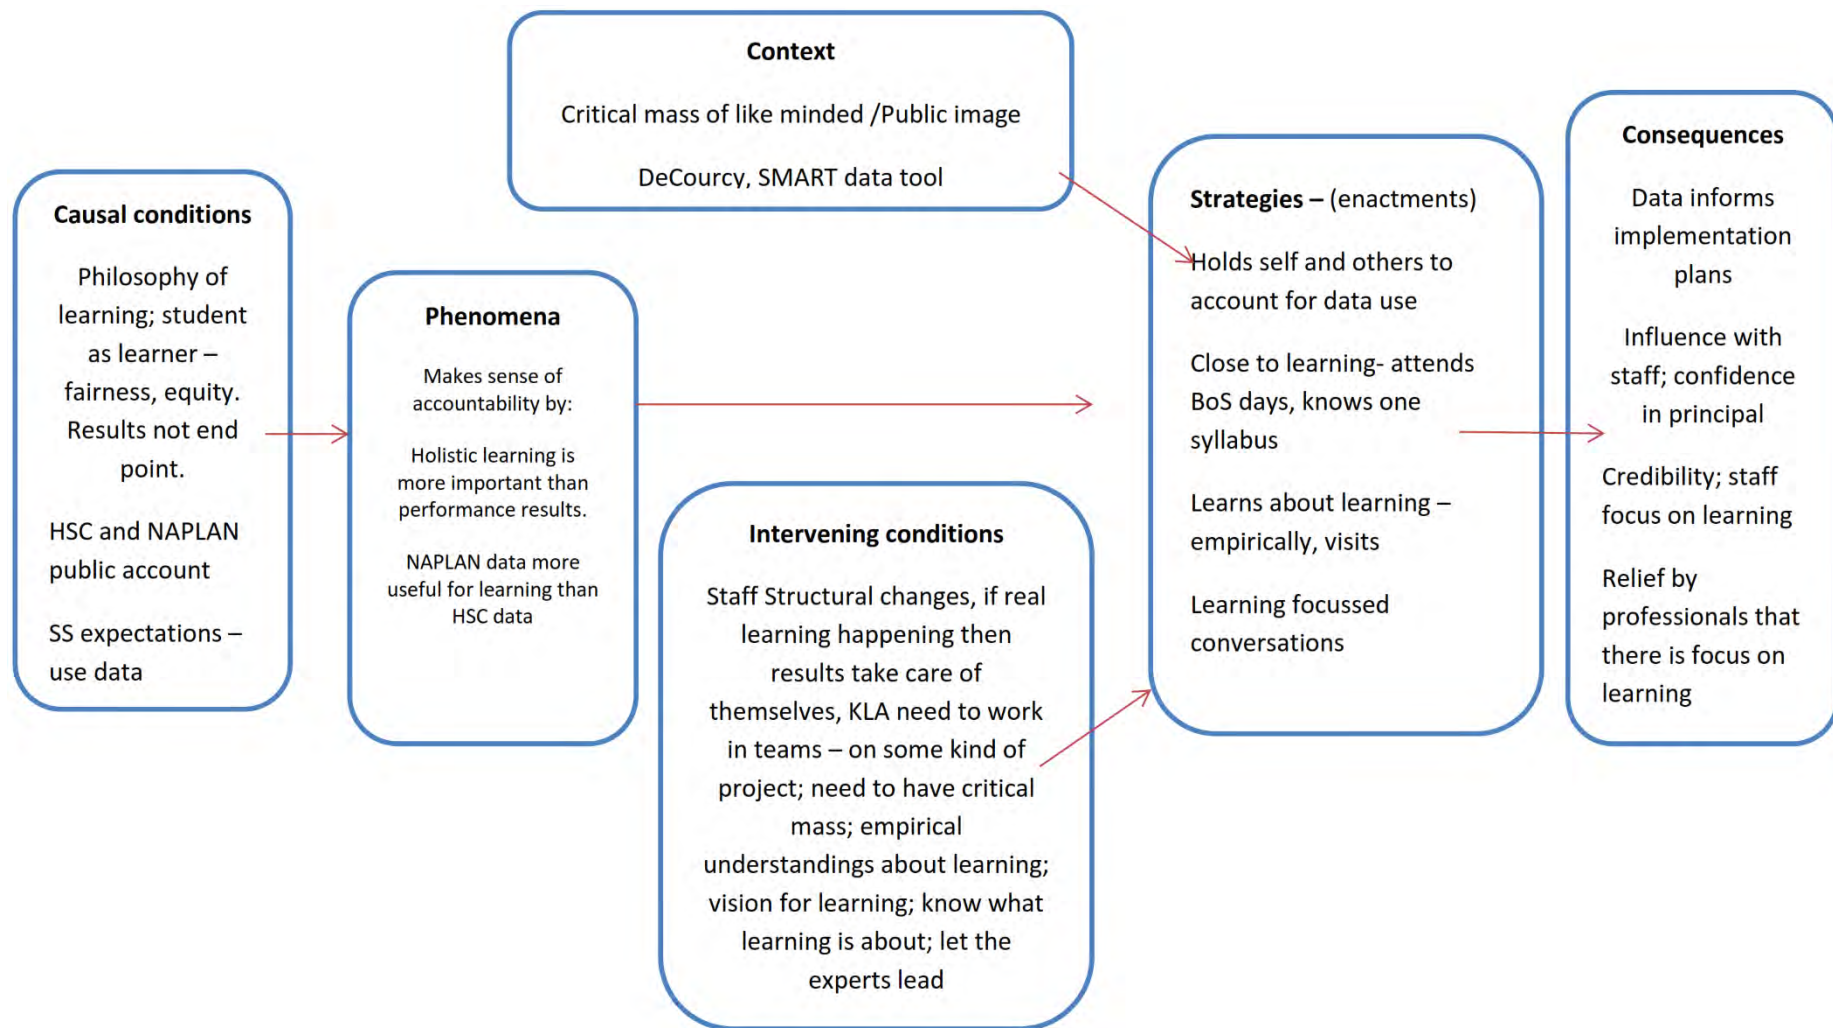 Context
Critical mass of like minded /Public image
DeCourcy, SMART data tool
Causal conditions
Philosophy of
learning; student
as learner –
fairness, equity.
Results not end
point.
HSC and NAPLAN
public account
SS expectations –
use data
Phenomena
Makes sense of
accountability by:
Holistic learning is
more important than
performance results.
NAPLAN data more
useful for learning than
HSC data
Intervening conditions
Staff Structural changes, if real
learning happening then
results take care of
themselves, KLA need to work
in teams – on some kind of
project; need to have critical
mass; empirical
understandings about learning;
vision for learning; know what
learning is about; let the
experts lead
Strategies – (enactments)
Holds self and others to
account for data use
Close to learning- attends
BoS days, knows one
syllabus
Learns about learning –
empirically, visits
Learning focussed
conversations
Consequences
Data informs
implementation
plans
Influence with
staff; confidence
in principal
Credibility; staff
focus on learning
Relief by
professionals that
there is focus on
learning